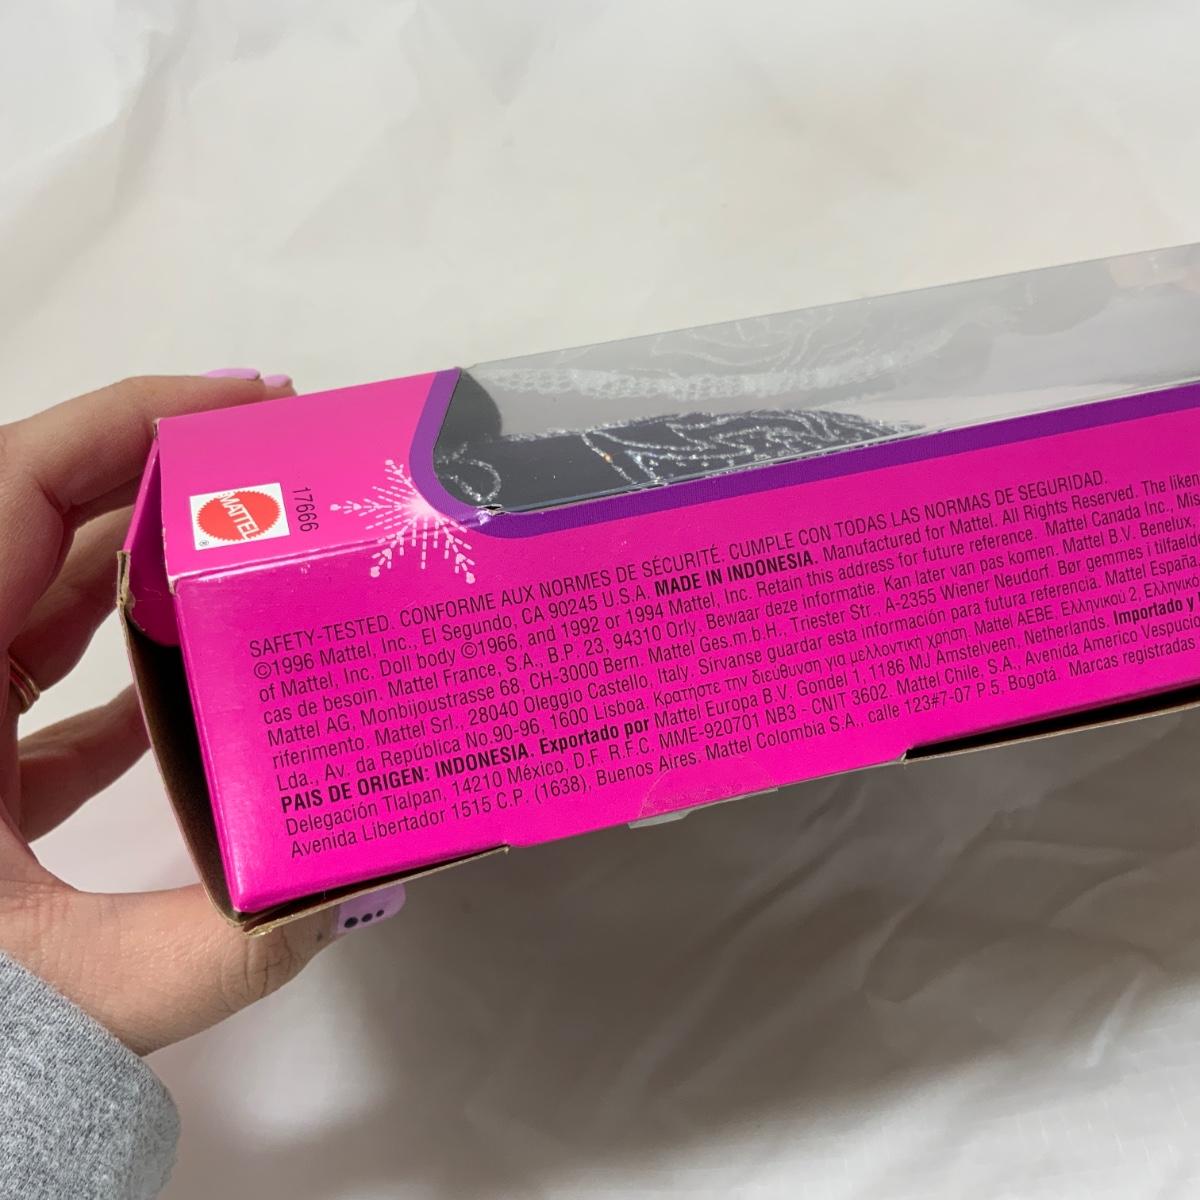 MATTEL
®
17666
SAFETY-TESTED. CONFORME AUX NORMES DE SÉCURITÉ. CUMPLE CON TODAS LAS NORMAS DE SEGURIDAD.
©1996 Mattel, Inc., El Segundo, CA 90245 U.S.A. MADE IN INDONESIA. Manufactured for Mattel. All Rights Reserved. The
of Mattel, Inc. Doll body ©1966, and 1992 or 1994 Mattel, Inc. Retain this address for future reference. Mattel Canada Inc.,
cas de besoin. Mattel France, S.A., B.P. 23, 94310 Orly. Bewaar deze informatie. Kan later van pas komen. Mattel B.V. Benelux,
Mattel AG, Monbijoustrasse 68, CH-3000 Bern. Mattel Ges.m.b.H., Triester Str., A-2355 Wiener Neudorf. Bør gemmes i
riferimento. Mattel Srl., 28040 Oleggio Castello, Italy. Sírvanse guardar esta información para futura referencia. Mattel España,
Lda., Av. da República No.90-96, 1600 Lisboa. Κρατήστε την διεύθυνση για μελλοντική χρήση. Mattel AEBE, Ελληνικού 2,
PAIS DE ORIGEN: INDONESIA. Exportado por Mattel Europa B.V. Gondel 1, 1186 MJ Amstelveen, Netherlands. Importado y
Delegación Tlalpan, 14210 México, D.F. R.F.C. MME-920701 NB3 - CNIT 3602. Mattel Chile, S.A., Avenida Americo
Avenida Libertador 1515 C.P. (1638), Buenos Aires. Mattel Colombia S.A., calle 123#7-07 P.5, Bogota. Marcas registradas